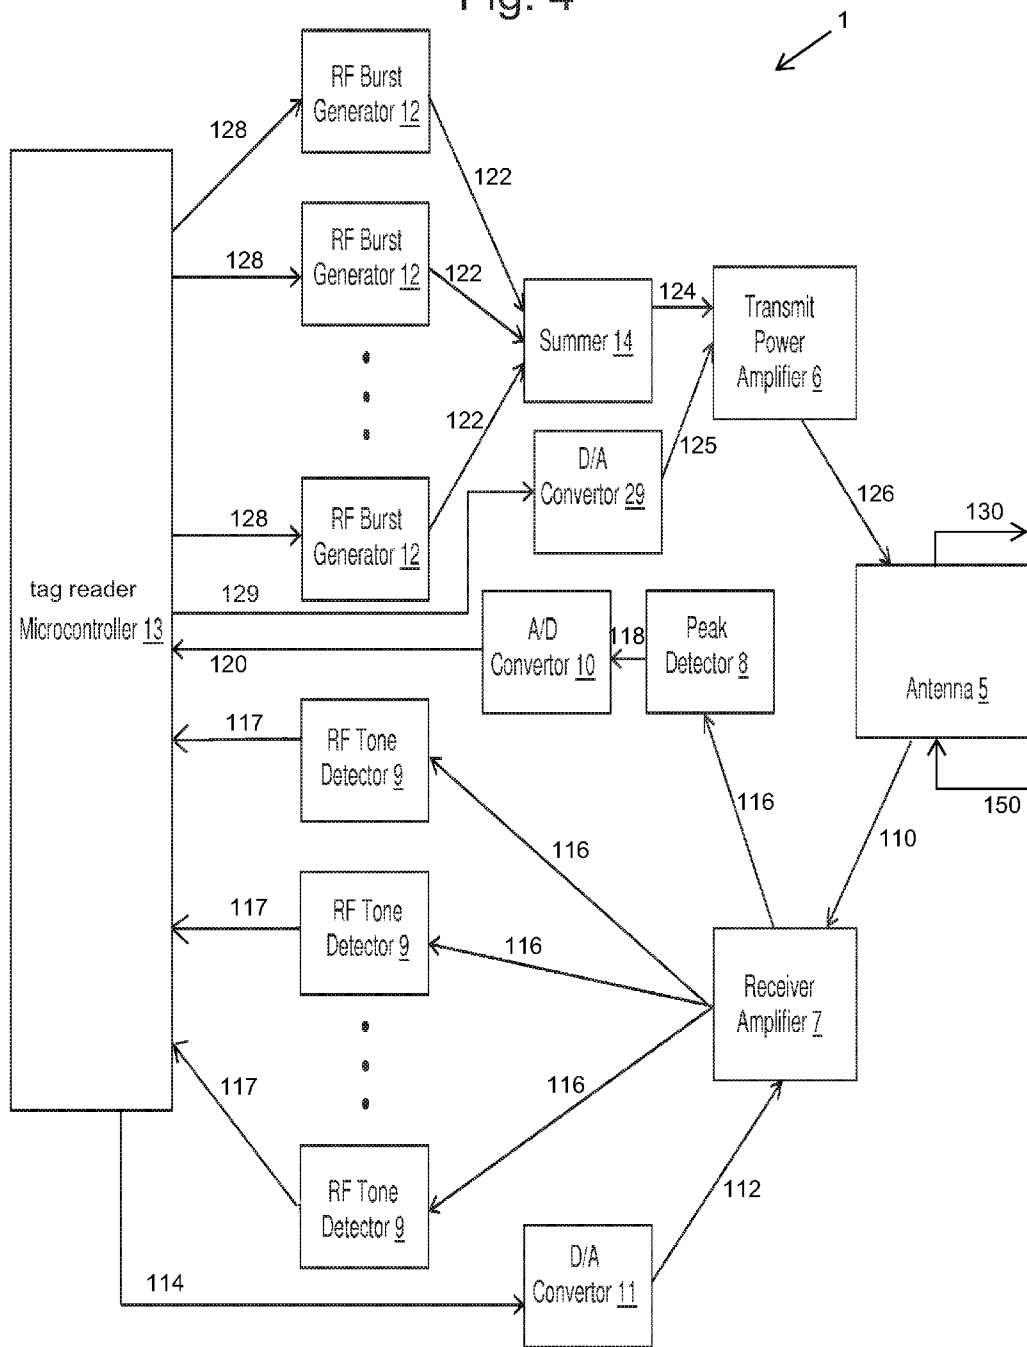 Fig. 4
1
RF Burst
Generator 12
128
122
RF Burst
Generator 12
128
122
Summer 14
124
Transmit
Power
Amplifier 6
122
D/A
Convertor 29
125
126
128
RF Burst
Generator 12
130
tag reader
Microcontroller 13
129
A/D
Convertor 10
118
Peak
Detector 8
120
Antenna 5
117
RF Tone
Detector 9
116
150
110
116
117
RF Tone
Detector 9
116
Receiver
Amplifier 7
117
116
RF Tone
Detector 9
112
114
D/A
Convertor 11